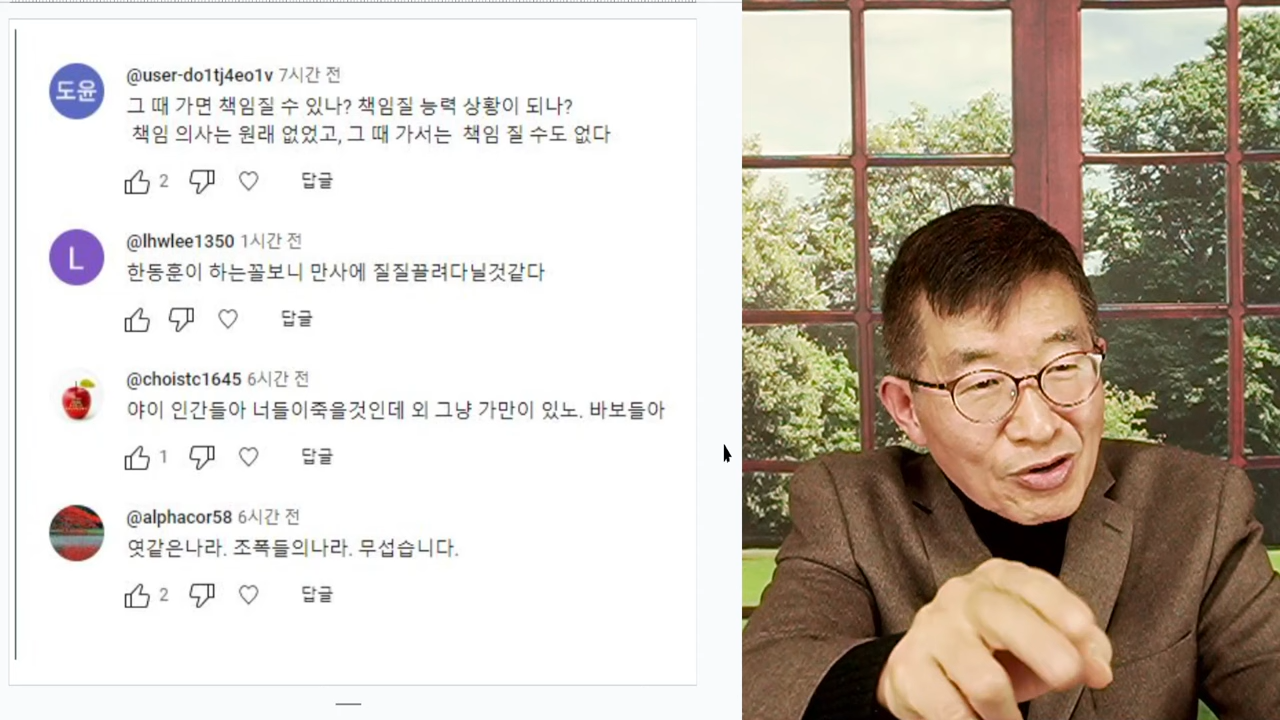 도윤
@user-do1tj4eo1v 7시간 전
그 때 가면 책임질 수 있나? 책임질 능력 상황이 되나?
책임 의사는 원래 없었고, 그 때 가서는 책임 질 수도 없다
2 답글
L
@lhwlee1350 1시간 전
한동훈이 하는꼴보니 만사에 질질끌려다닐것같다
답글
@choistc1645 6시간 전
야이 인간들아 너들이죽을것인데 외 그냥 가만이 있노. 바보들아
1 답글
@alphacor58 6시간 전
엿같은나라. 조폭들의나라. 무섭습니다.
2 답글